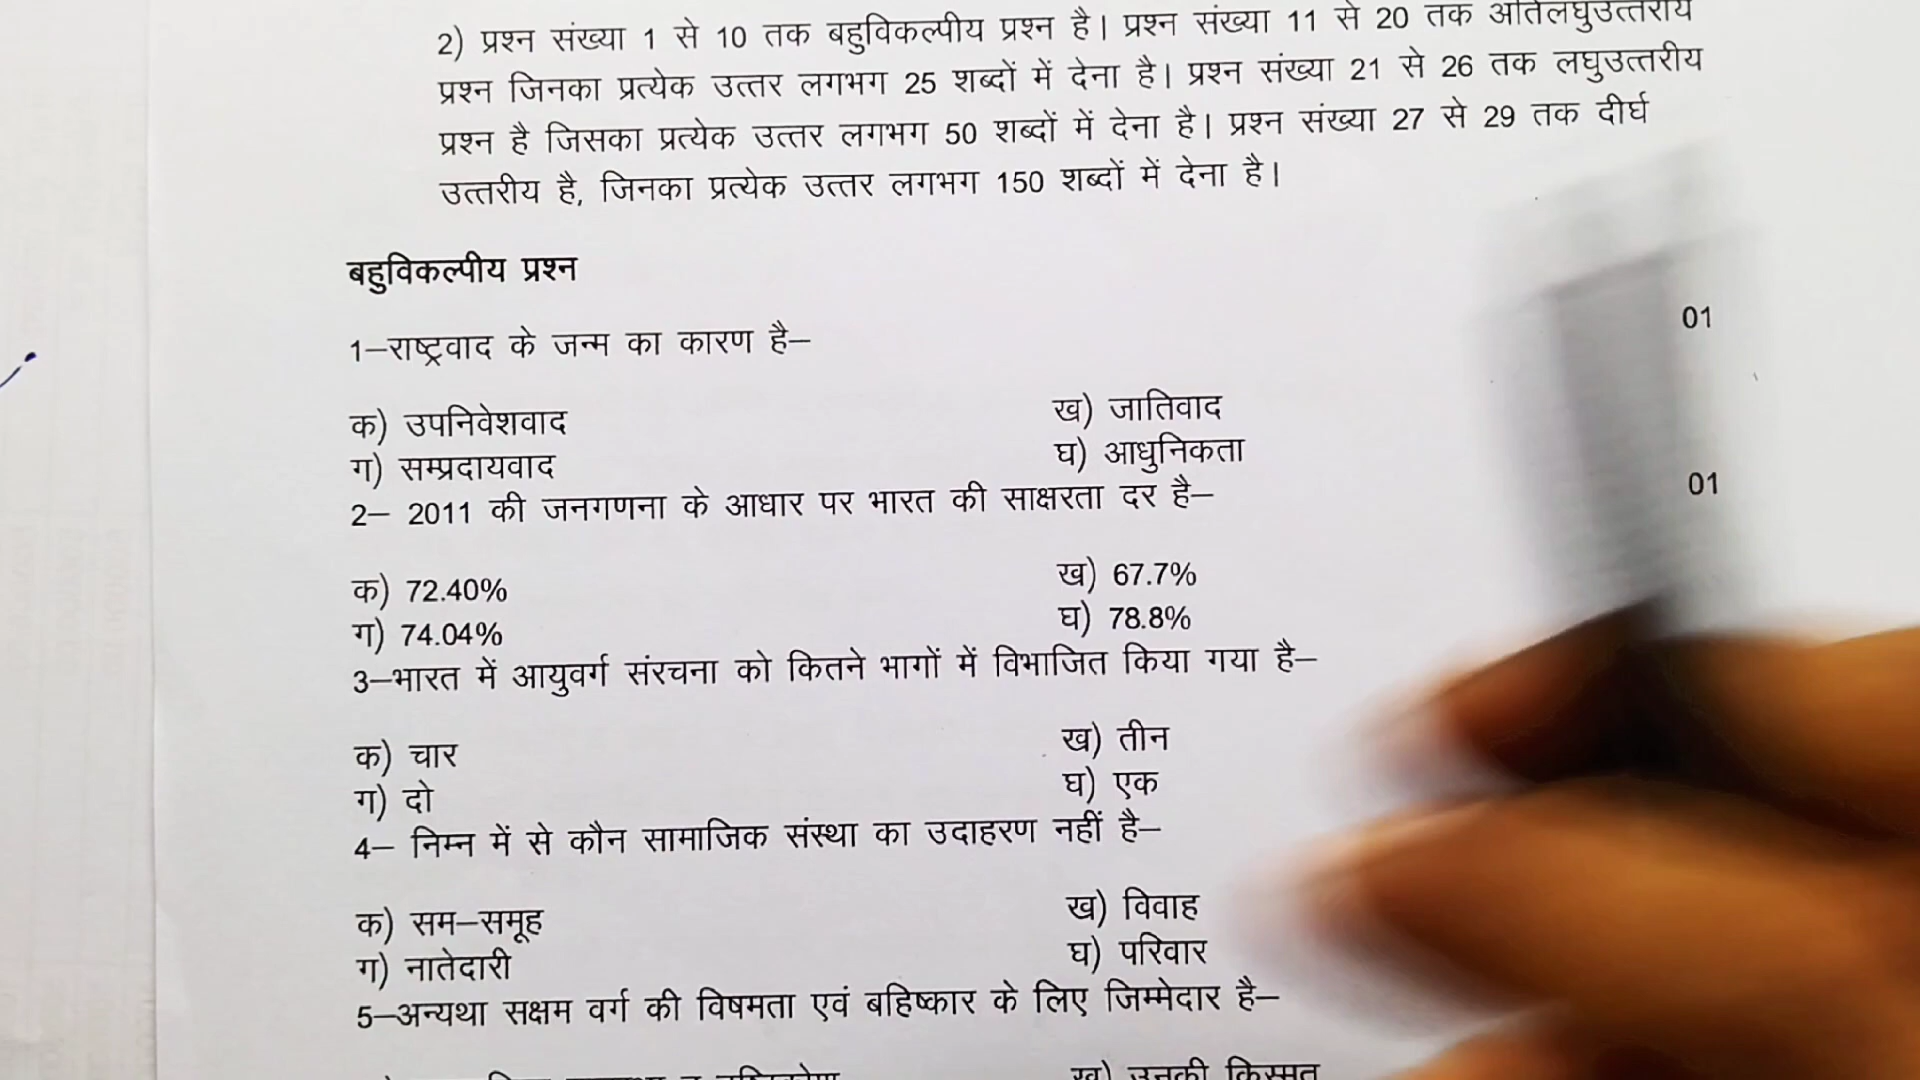 2) प्रश्न संख्या 1 से 10 तक बहुविकल्पीय प्रश्न है। प्रश्न संख्या 11 से 20 तक अतिलघुउत्तरीय
प्रश्न जिनका प्रत्येक उत्तर लगभग 25 शब्दों में देना है। प्रश्न संख्या 21 से 26 तक लघुउत्तरीय
प्रश्न है जिसका प्रत्येक उत्तर लगभग 50 शब्दों में देना है। प्रश्न संख्या 27 से 29 तक दीर्घ
उत्तरीय है, जिनका प्रत्येक उत्तर लगभग 150 शब्दों में देना है।
बहुविकल्पीय प्रश्न
1–राष्ट्रवाद के जन्म का कारण है– 01
क) उपनिवेशवाद ख) जातिवाद
ग) सम्प्रदायवाद घ) आधुनिकता
2– 2011 की जनगणना के आधार पर भारत की साक्षरता दर है– 01
क) 72.40% ख) 67.7%
ग) 74.04% घ) 78.8%
3–भारत में आयुवर्ग संरचना को कितने भागों में विभाजित किया गया है–
क) चार ख) तीन
ग) दो घ) एक
4– निम्न में से कौन सामाजिक संस्था का उदाहरण नहीं है–
क) सम–समूह ख) विवाह
ग) नातेदारी घ) परिवार
5–अन्यथा सक्षम वर्ग की विषमता एवं बहिष्कार के लिए जिम्मेदार है–
ख) उनकी किस्मत